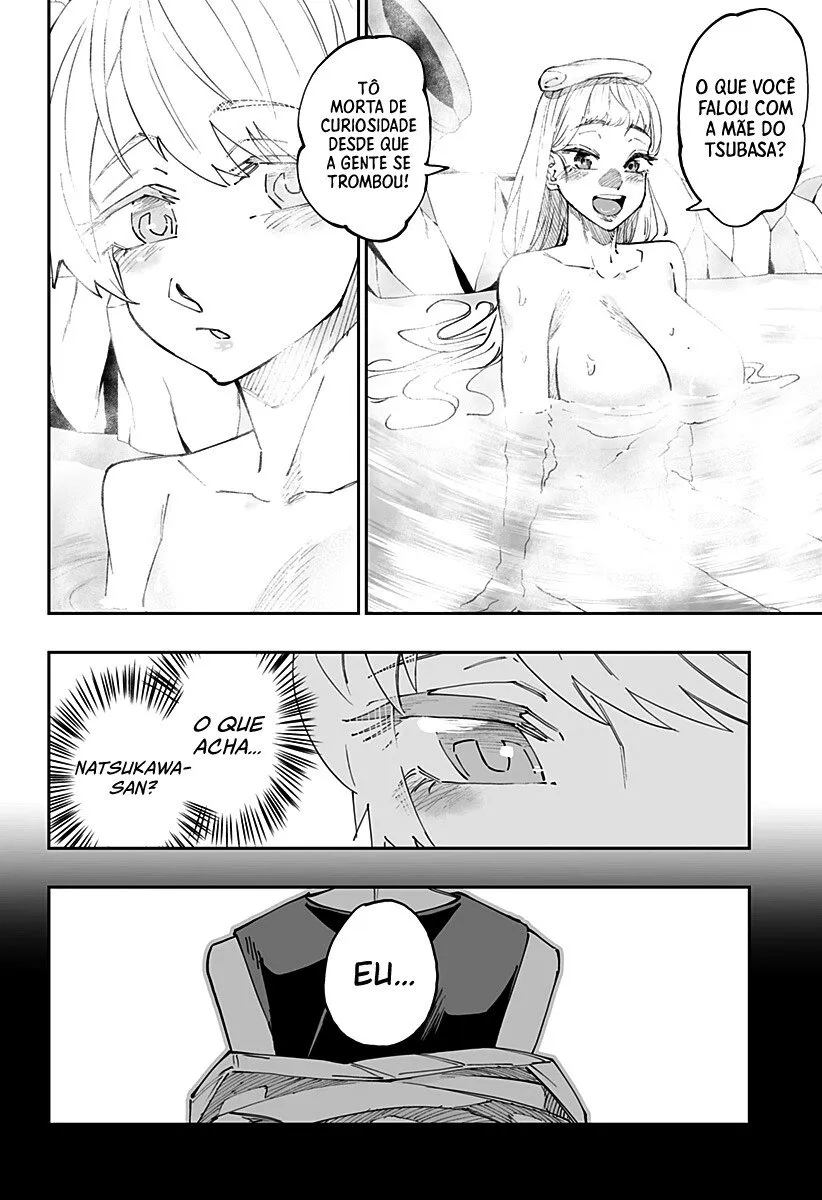 O QUE VOCÊ
FALOU COM
A MÃE DO
TSUBASA?
TÔ
MORTA DE
CURIOSIDADE
DESDE QUE
A GENTE SE
TROMBOU!
O QUE
ACHA...
NATSUKAWA-
SAN?
EU...